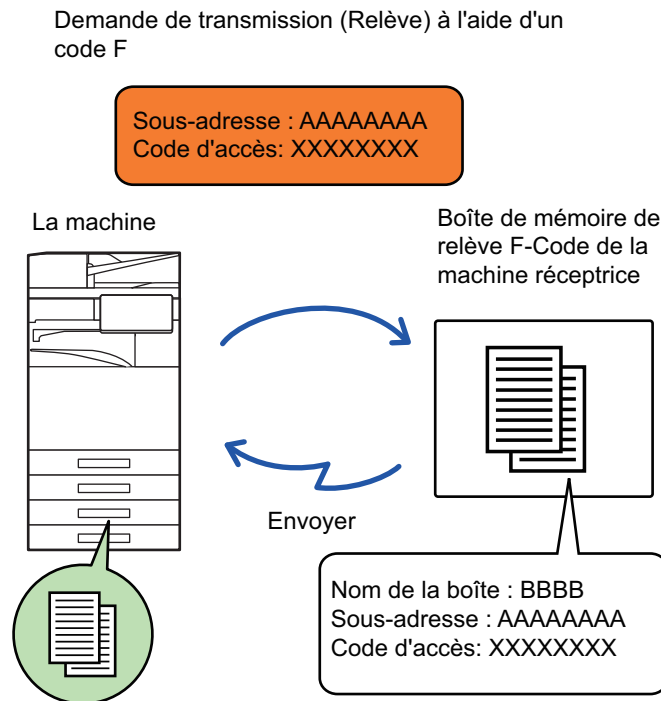 Demande de transmission (Relève) à l'aide d'un
code F
Sous-adresse : AAAAAAAA
Code d'accès: XXXXXXXX
La machine
Boîte de mémoire de
relève F-Code de la
machine réceptrice
Envoyer
Nom de la boîte : BBBB
Sous-adresse : AAAAAAAA
Code d'accès: XXXXXXXX